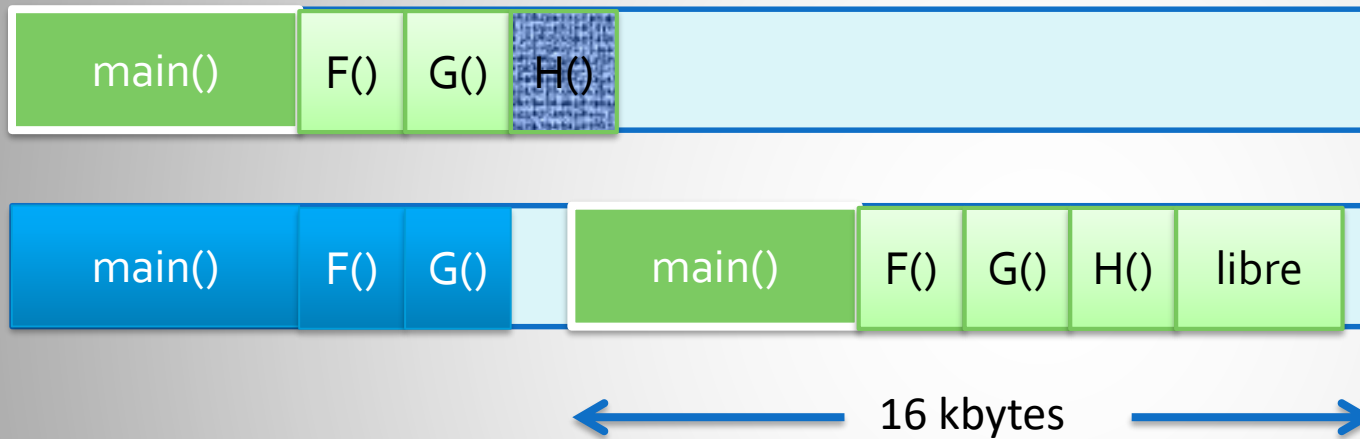 main() F() G() H()
main() F() G() main() F() G() H() libre
16 kbytes